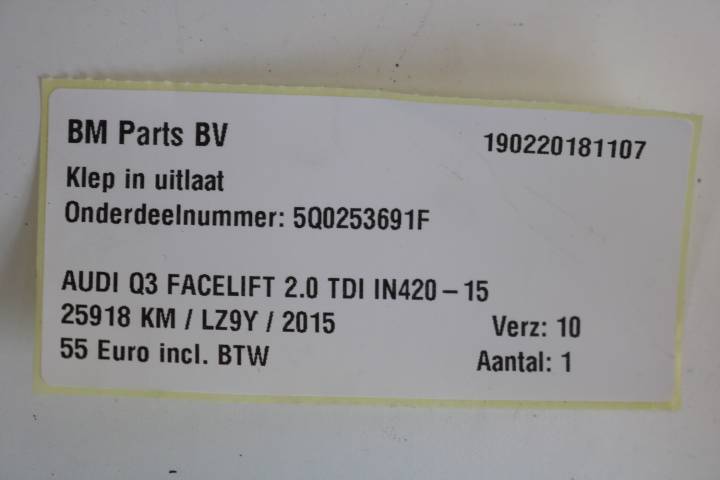 BM Parts BV 190220181107
Klep in uitlaat
Onderdeelnummer: 5Q0253691F
AUDI Q3 FACELIFT 2.0 TDI IN420 – 15
25918 KM / LZ9Y / 2015 Verz: 10
55 Euro incl. BTW Aantal: 1